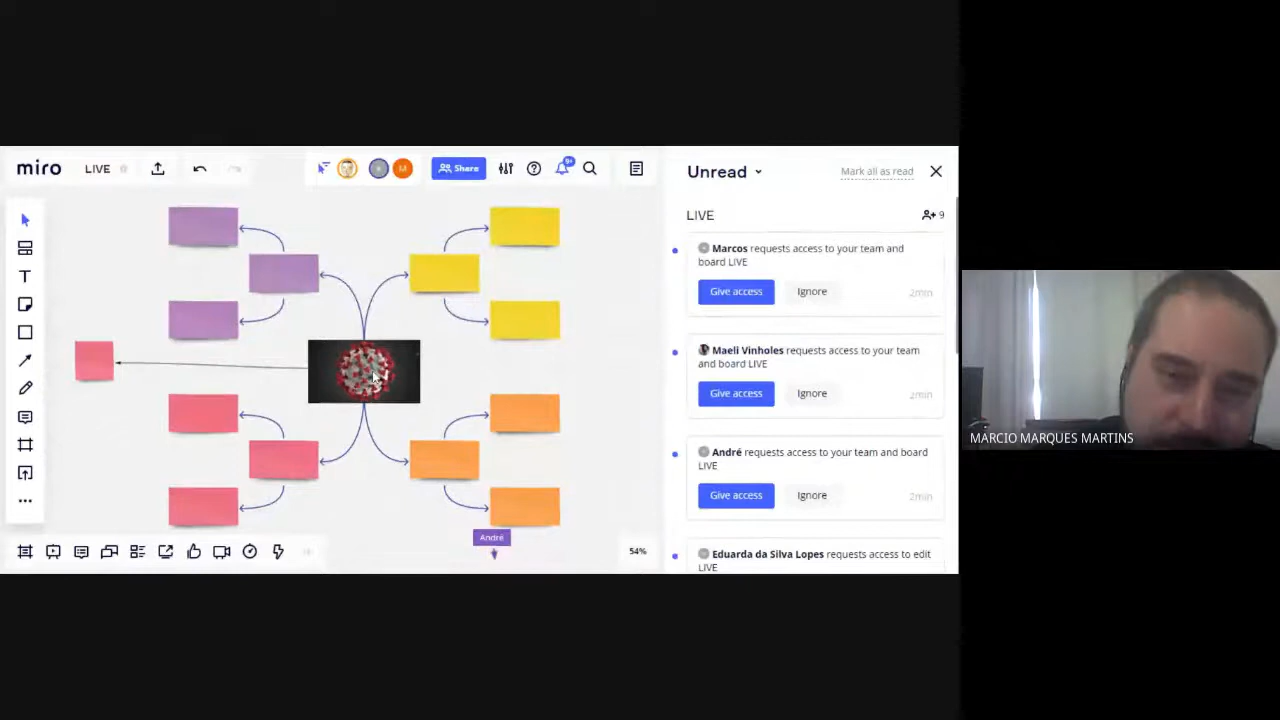 miro
LIVE
M
Share
9+
Unread
Mark all as read
LIVE
9
Marcos requests access to your team and
board LIVE
Give access
Ignore
2min
Maeli Vinholes requests access to your team
and board LIVE
Give access
Ignore
2min
André requests access to your team and board
LIVE
Give access
Ignore
2min
Eduarda da Silva Lopes requests access to edit
LIVE
T
André
54%
MARCIO MARQUES MARTINS